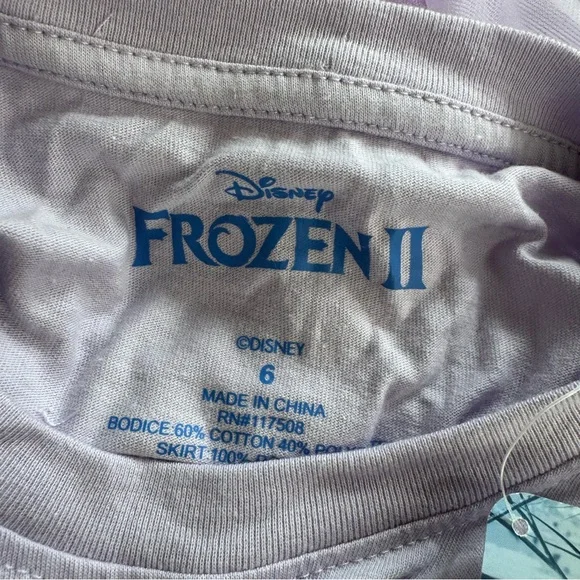 Disney
FROZEN II
©DISNEY
6
MADE IN CHINA
RN#117508
BODICE: 60% COTTON 40%
SKIRT: 100%